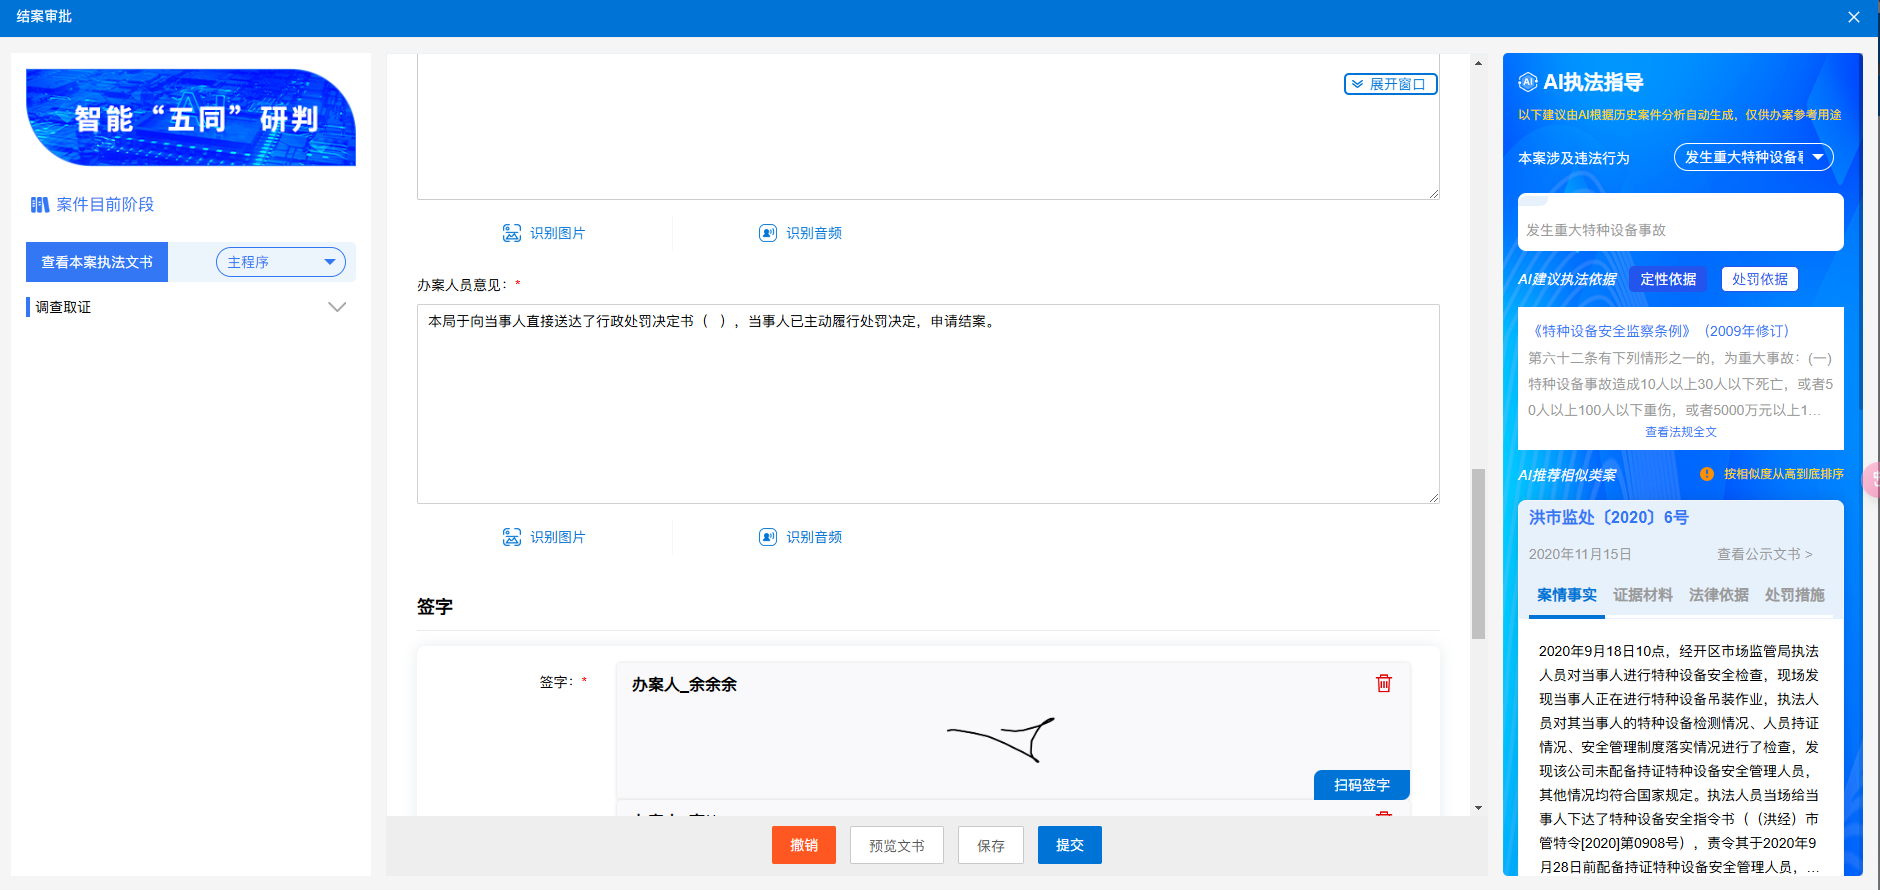 结案审批
智能“五同”研判
案件目前阶段
查看本案执法文书
主程序
调查取证
展开窗口
识别图片
识别音频
办案人员意见：*
本局于向当事人直接送达了行政处罚决定书（ ），当事人已主动履行处罚决定，申请结案。
识别图片
识别音频
签字
签字：*
办案人_余余余
扫码签字
撤销
预览文书
保存
提交
AI执法指导
以下建议由AI根据历史案件分析自动生成，仅供办案参考用途
本案涉及违法行为
发生重大特种设备事
发生重大特种设备事故
AI建议执法依据
定性依据
处罚依据
《特种设备安全监察条例》（2009年修订）
第六十二条有下列情形之一的，为重大事故：(一)
特种设备事故造成10人以上30人以下死亡，或者5
0人以上100人以下重伤，或者5000万元以上1...
查看法规全文
AI推荐相似类案
按相似度从高到底排序
洪市监处〔2020〕6号
2020年11月15日
查看公示文书 >
案情事实
证据材料
法律依据
处罚措施
2020年9月18日10点，经开区市场监管局执法
人员对当事人进行特种设备安全检查，现场发
现当事人正在进行特种设备吊装作业，执法人
员对其当事人的特种设备检测情况、人员持证
情况、安全管理制度落实情况进行了检查，发
现该公司未配备持证特种设备安全管理人员，
其他情况均符合国家规定。执法人员当场给当
事人下达了特种设备安全指令书（（洪经）市
管特令[2020]第0908号），责令其于2020年9
月28日前配备持证特种设备安全管理人员，...